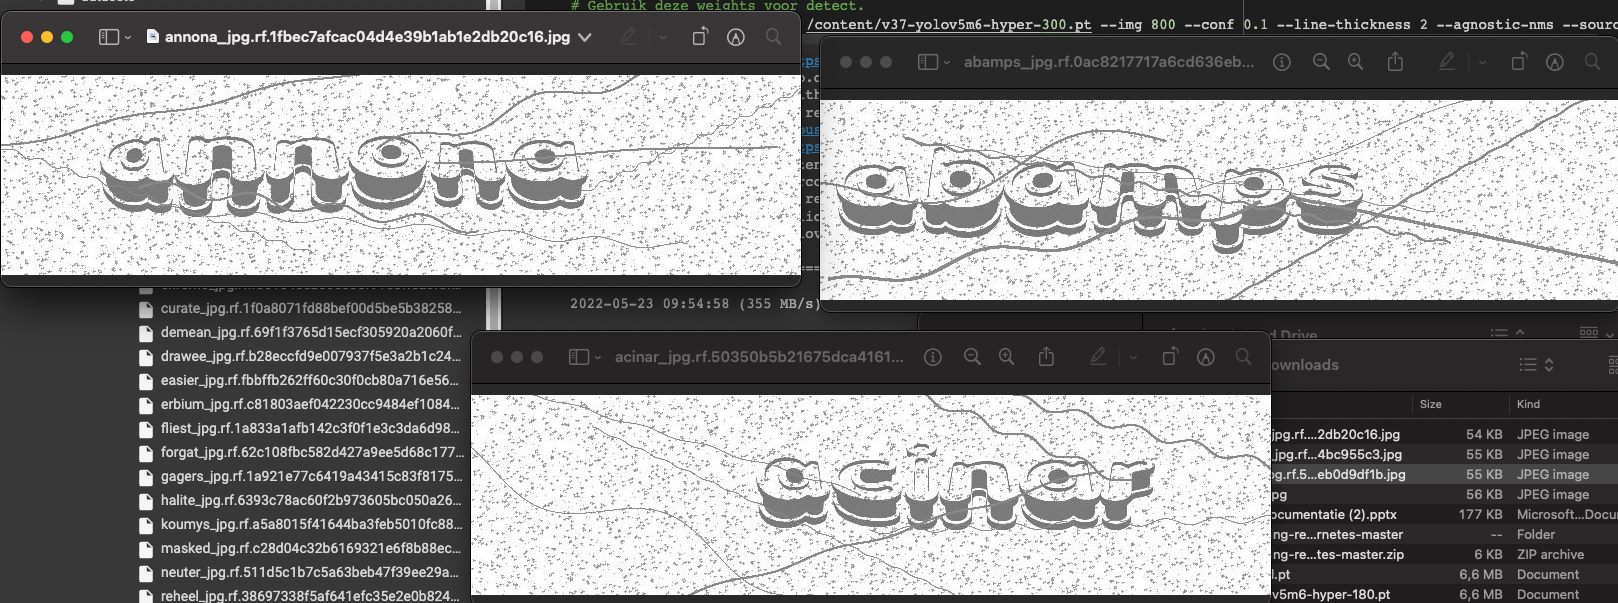 # Gebruik deze weights voor detect.
/content/v37-yolov5m6-hyper-300.pt --img 800 --conf 0.1 --line-thickness 2 --agnostic-nms --sourc
annona_jpg.rf.1fbec7afcac04d4e39b1ab1e2db20c16.jpg
annona
abamps_jpg.rf.0ac8217717a6cd636eb...
abamps
2022-05-23 09:54:58 (355 MB/s)
curate_jpg.rf.1f0a8071fd88bef00d5be5b38258...
demean_jpg.rf.69f1f3765d15ecf305920a2060f...
drawee_jpg.rf.b28eccfd9e007937f5e3a2b1c24...
easier_jpg.rf.fbbffb262ff60c30f0cb80a716e56...
erbium_jpg.rf.c81803aef042230cc9484ef1084...
fliest_jpg.rf.1a833a1afb142c3f0f1e3c3da6d98...
forgat_jpg.rf.62c108fbc582d427a9ee5d68c177...
gagers_jpg.rf.1a921e77c6419a43415c83f8175...
halite_jpg.rf.6393c78ac60f2b973605bc050a26...
koumys_jpg.rf.a5a8015f41644ba3feb5010fc88...
masked_jpg.rf.c28d04c32b6169321e6f8b88ec...
neuter_jpg.rf.511d5c1b7c5a63beb47f39ee29a...
reheel_jpg.rf.38697338f5af641efc35e2e0b824...
acinar_jpg.rf.50350b5b21675dca4161...
acinar
d Drive
ownloads
Size Kind
jpg.rf....2db20c16.jpg 54 KB JPEG image
_jpg.rf...4bc955c3.jpg 55 KB JPEG image
pg.rf.5...eb0d9df1b.jpg 55 KB JPEG image
pg 56 KB JPEG image
ocumentatie (2).pptx 177 KB Microsoft...Docu
ng-re...rnetes-master -- Folder
ng-re...tes-master.zip 6 KB ZIP archive
l.pt 6,6 MB Document
v5m6-hyper-180.pt 6,6 MB Document